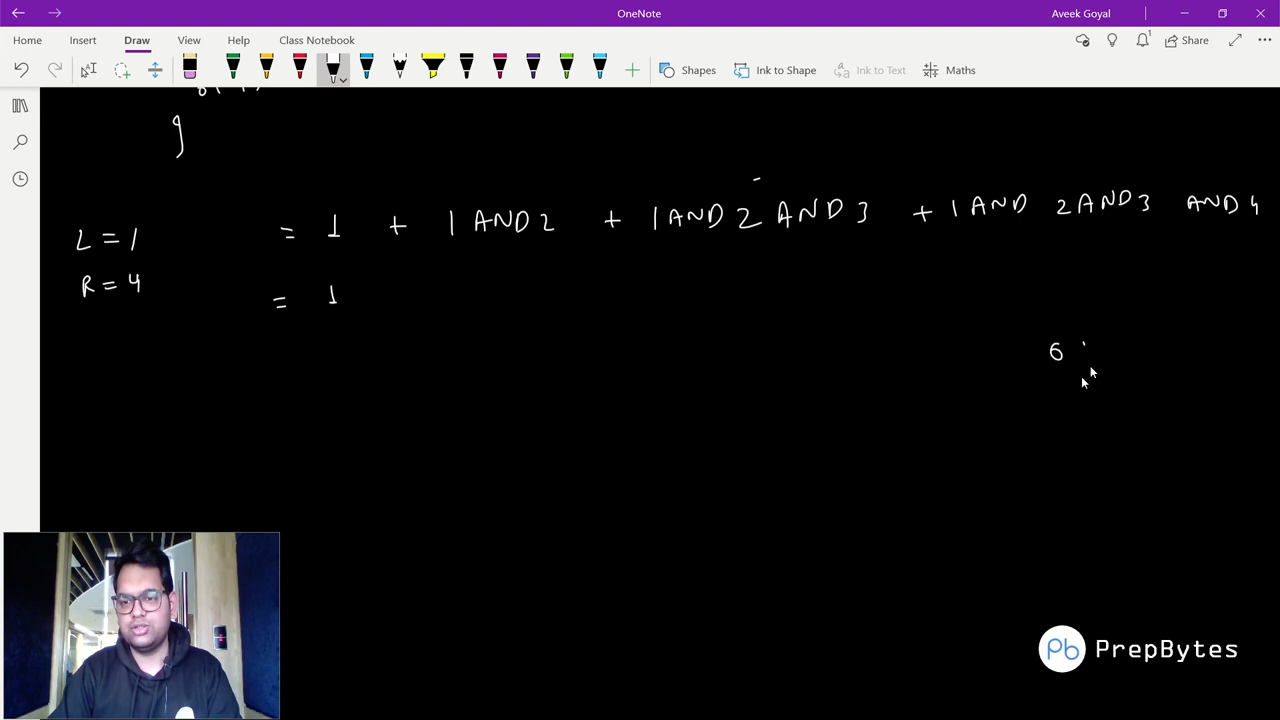 OneNote
Aveek Goyal
Home Insert Draw View Help Class Notebook
Share
Shapes Ink to Shape Ink to Text Maths
L = 1
R = 4
= 1 + 1 AND 2 + 1 AND 2 AND 3 + 1 AND 2 AND 3 AND 4
= 1
6
Pb PrepBytes